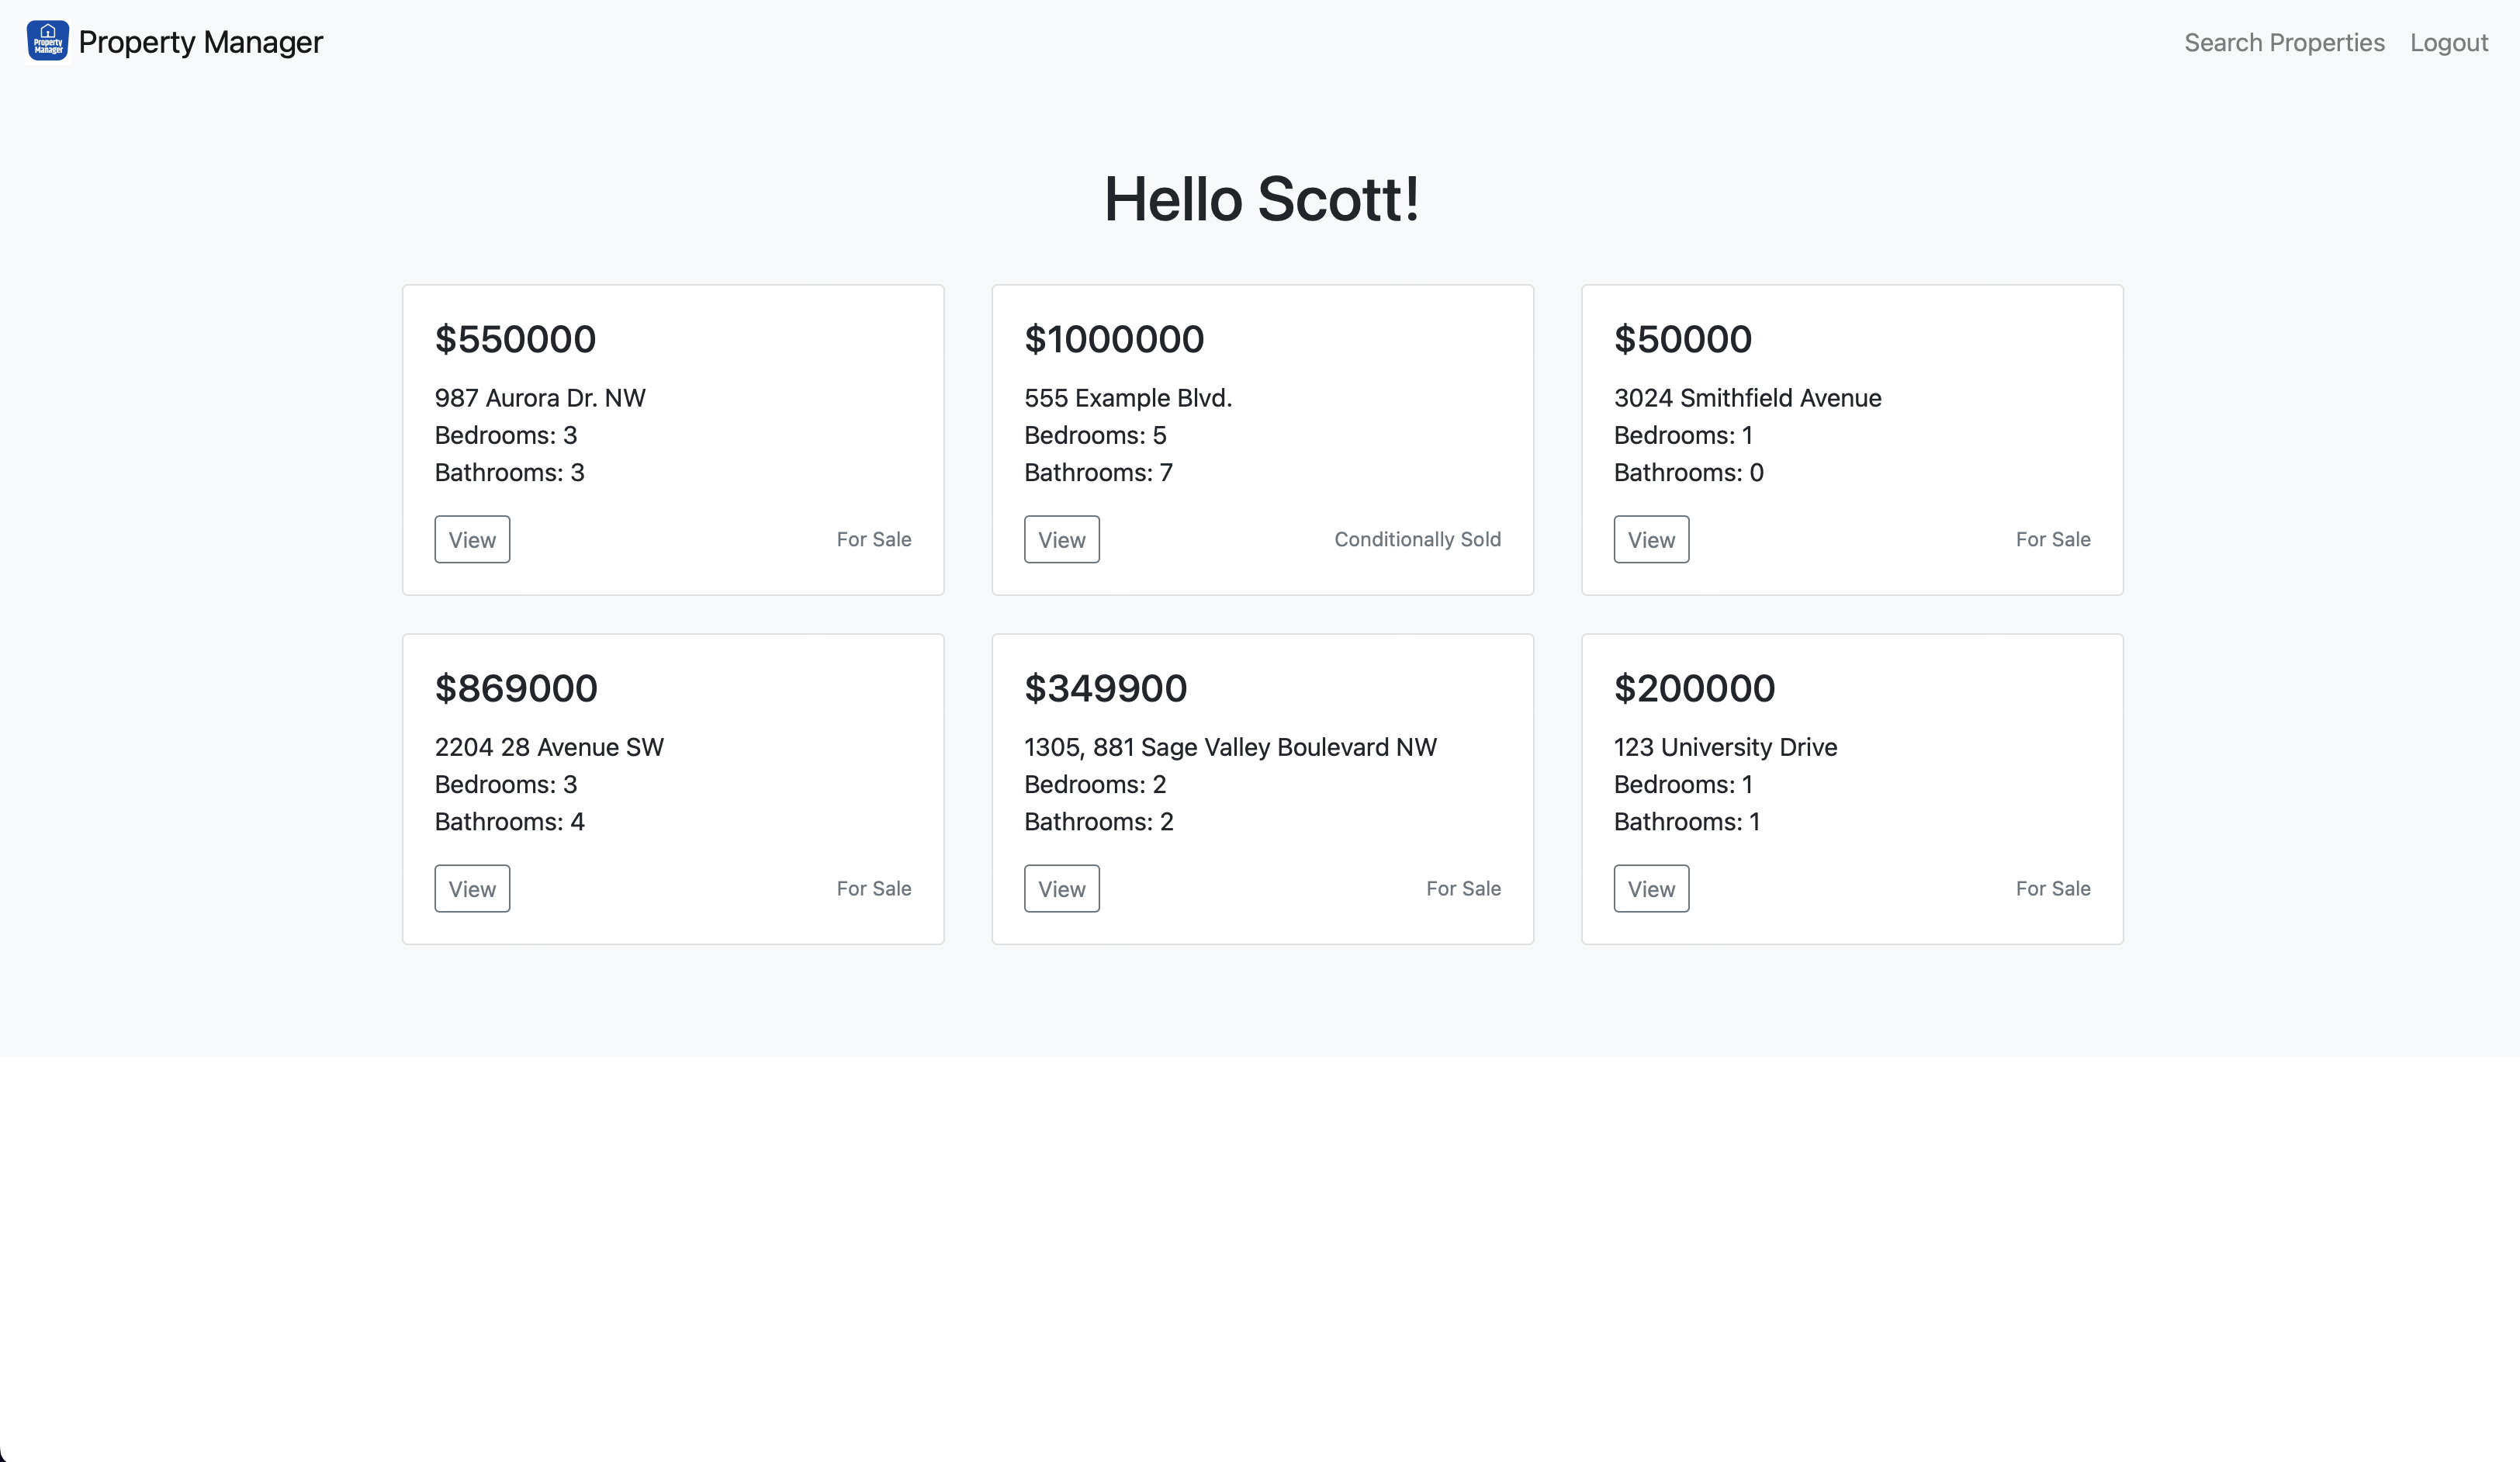 Property Manager
Property Manager
Search Properties
Logout
Hello Scott!
$550000
987 Aurora Dr. NW
Bedrooms: 3
Bathrooms: 3
View
For Sale
$1000000
555 Example Blvd.
Bedrooms: 5
Bathrooms: 7
View
Conditionally Sold
$50000
3024 Smithfield Avenue
Bedrooms: 1
Bathrooms: 0
View
For Sale
$869000
2204 28 Avenue SW
Bedrooms: 3
Bathrooms: 4
View
For Sale
$349900
1305, 881 Sage Valley Boulevard NW
Bedrooms: 2
Bathrooms: 2
View
For Sale
$200000
123 University Drive
Bedrooms: 1
Bathrooms: 1
View
For Sale